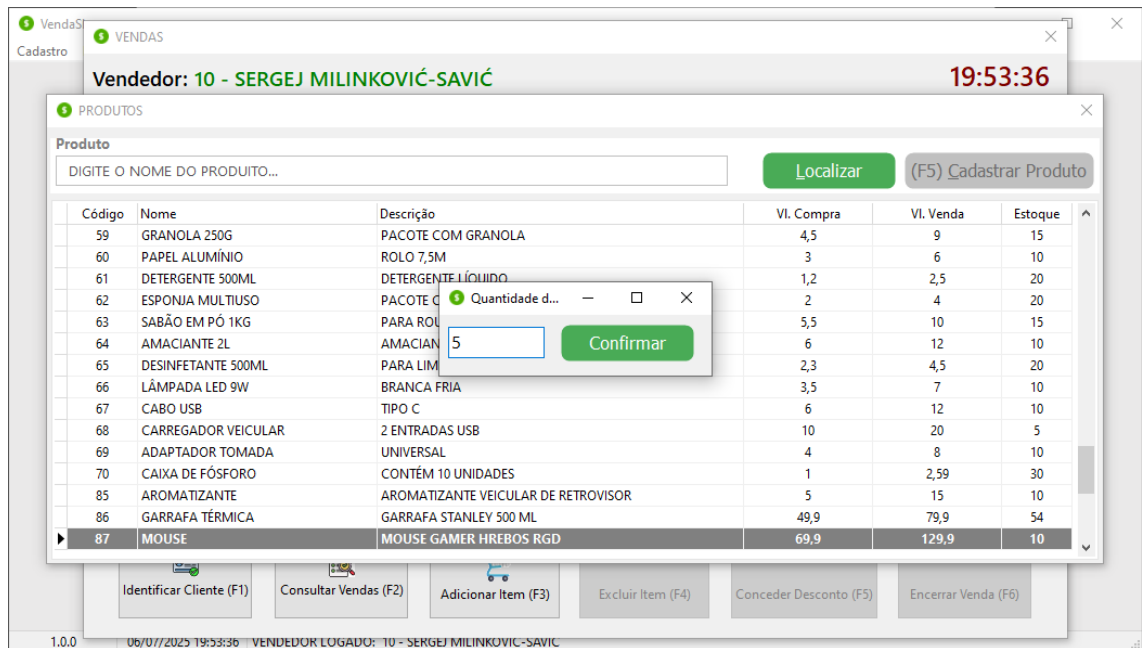 VendaS
Cadastro
VENDAS
Vendedor: 10 - SERGEJ MILINKOVIĆ-SAVIĆ 19:53:36
PRODUTOS
Produto
DIGITE O NOME DO PRODUITO...
Localizar
(F5) Cadastrar Produto
Código Nome Descrição Vl. Compra Vl. Venda Estoque
59 GRANOLA 250G PACOTE COM GRANOLA 4,5 9 15
60 PAPEL ALUMÍNIO ROLO 7,5M 3 6 10
61 DETERGENTE 500ML DETERGENTE LÍQUIDO 1,2 2,5 20
62 ESPONJA MULTIUSO PACOTE C 2 4 20
63 SABÃO EM PÓ 1KG PARA ROU 5,5 10 15
64 AMACIANTE 2L AMACIAN 6 12 10
65 DESINFETANTE 500ML PARA LIM 2,3 4,5 20
66 LÂMPADA LED 9W BRANCA FRIA 3,5 7 10
67 CABO USB TIPO C 6 12 10
68 CARREGADOR VEICULAR 2 ENTRADAS USB 10 20 5
69 ADAPTADOR TOMADA UNIVERSAL 4 8 10
70 CAIXA DE FÓSFORO CONTÉM 10 UNIDADES 1 2,59 30
85 AROMATIZANTE AROMATIZANTE VEICULAR DE RETROVISOR 5 15 10
86 GARRAFA TÉRMICA GARRAFA STANLEY 500 ML 49,9 79,9 54
87 MOUSE MOUSE GAMER HREBOS RGD 69,9 129,9 10
Quantidade d...
5 Confirmar
Identificar Cliente (F1) Consultar Vendas (F2) Adicionar Item (F3) Excluir Item (F4) Conceder Desconto (F5) Encerrar Venda (F6)
1.0.0 06/07/2025 19:53:36 VENDEDOR LOGADO: 10 - SERGEJ MILINKOVIC-SAVIC